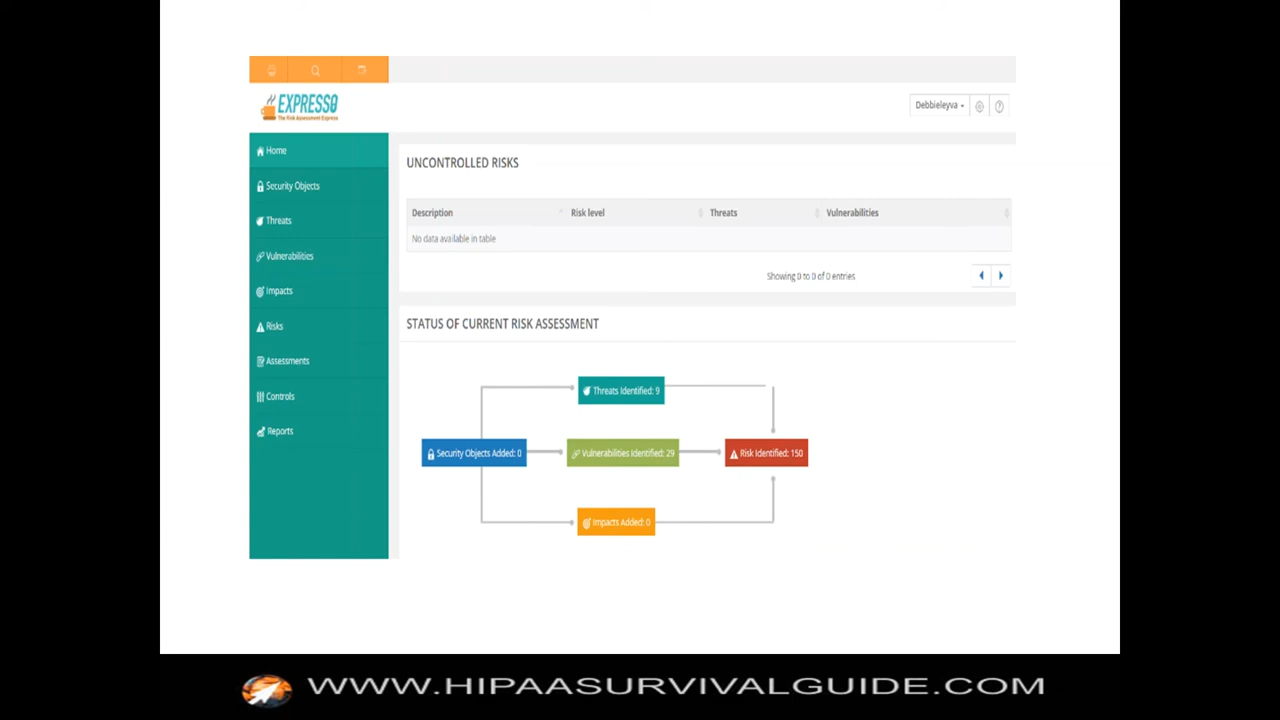 EXPRESSO
The Risk Assessment Express
Debbieleyva
Home
Security Objects
Threats
Vulnerabilities
Impacts
Risks
Assessments
Controls
Reports
UNCONTROLLED RISKS
Description Risk level Threats Vulnerabilities
No data available in table
Showing 0 to 0 of 0 entries
STATUS OF CURRENT RISK ASSESSMENT
Threats Identified: 9
Security Objects Added: 0
Vulnerabilities Identified: 29
Risk Identified: 150
Impacts Added: 0
WWW.HIPAASURVIVALGUIDE.COM